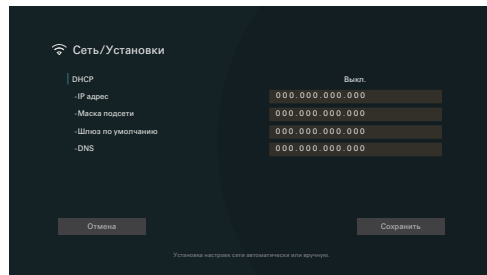 Сеть/Установки
DHCP Выкл.
-IP адрес 000.000.000.000
-Маска подсети 000.000.000.000
-Шлюз по умолчанию 000.000.000.000
-DNS 000.000.000.000
Отмена Сохранить
Установка настроек сети автоматически или вручную.